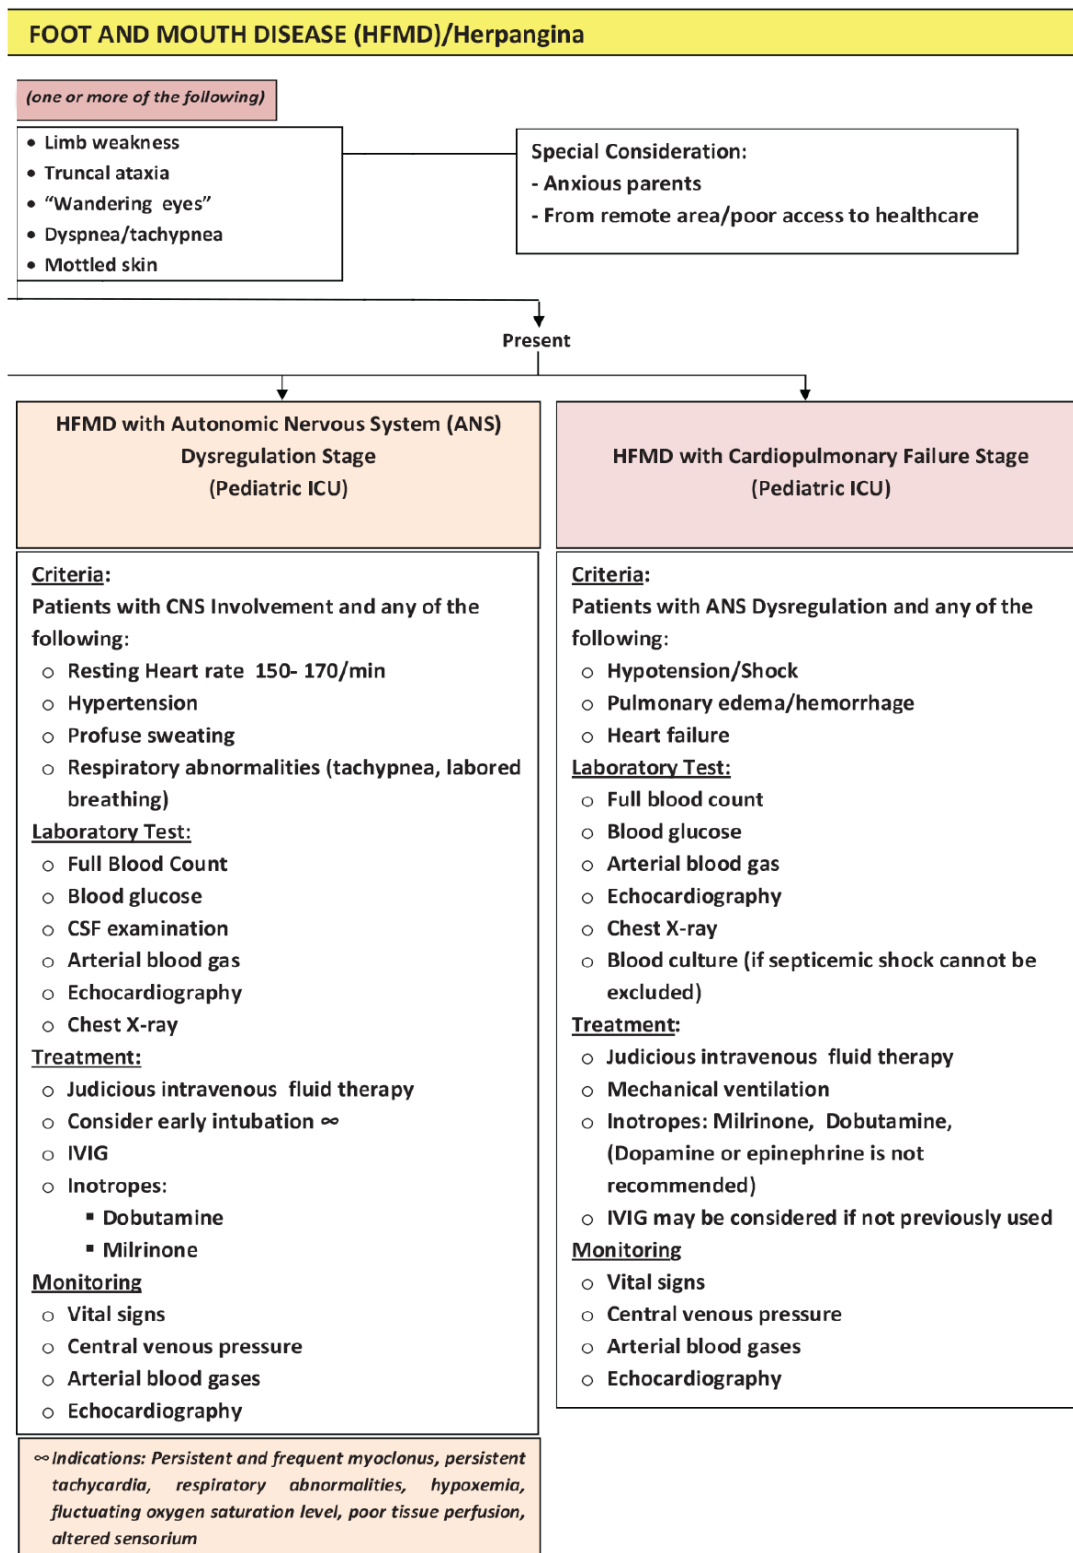 FOOT AND MOUTH DISEASE (HFMD)/Herpangina
(one or more of the following)
• Limb weakness
• Truncal ataxia
• “Wandering eyes”
• Dyspnea/tachypnea
• Mottled skin
Special Consideration:
- Anxious parents
- From remote area/poor access to healthcare
Present
HFMD with Autonomic Nervous System (ANS)
Dysregulation Stage
(Pediatric ICU)
Criteria:
Patients with CNS Involvement and any of the
following:
o Resting Heart rate 150- 170/min
o Hypertension
o Profuse sweating
o Respiratory abnormalities (tachypnea, labored
breathing)
Laboratory Test:
o Full Blood Count
o Blood glucose
o CSF examination
o Arterial blood gas
o Echocardiography
o Chest X-ray
Treatment:
o Judicious intravenous fluid therapy
o Consider early intubation ∞
o IVIG
o Inotropes:
▪ Dobutamine
▪ Milrinone
Monitoring
o Vital signs
o Central venous pressure
o Arterial blood gases
o Echocardiography
∞ Indications: Persistent and frequent myoclonus, persistent
tachycardia, respiratory abnormalities, hypoxemia,
fluctuating oxygen saturation level, poor tissue perfusion,
altered sensorium
HFMD with Cardiopulmonary Failure Stage
(Pediatric ICU)
Criteria:
Patients with ANS Dysregulation and any of the
following:
o Hypotension/Shock
o Pulmonary edema/hemorrhage
o Heart failure
Laboratory Test:
o Full blood count
o Blood glucose
o Arterial blood gas
o Echocardiography
o Chest X-ray
o Blood culture (if septicemic shock cannot be
excluded)
Treatment:
o Judicious intravenous fluid therapy
o Mechanical ventilation
o Inotropes: Milrinone, Dobutamine,
(Dopamine or epinephrine is not
recommended)
o IVIG may be considered if not previously used
Monitoring
o Vital signs
o Central venous pressure
o Arterial blood gases
o Echocardiography